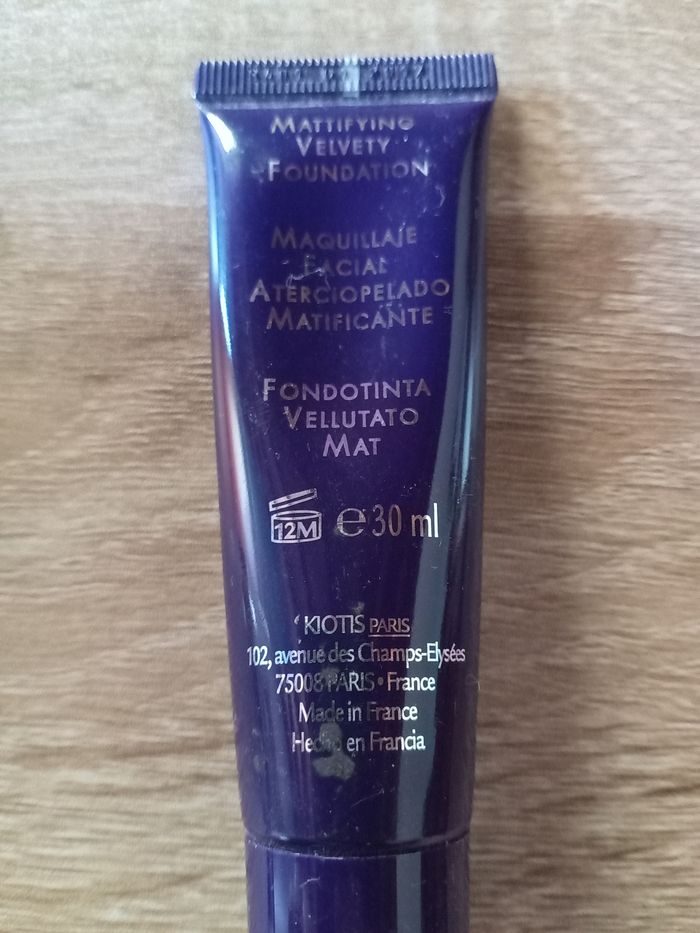 MATTIFYING
VELVETY
FOUNDATION
MAQUILLAJE
FACIAL
ATERCIOPELADO
MATIFICANTE
FONDOTINTA
VELLUTATO
MAT
12M e 30 ml
KIOTIS PARIS
102, avenue des Champs-Elysées
75008 PARIS • France
Made in France
Hecho en Francia